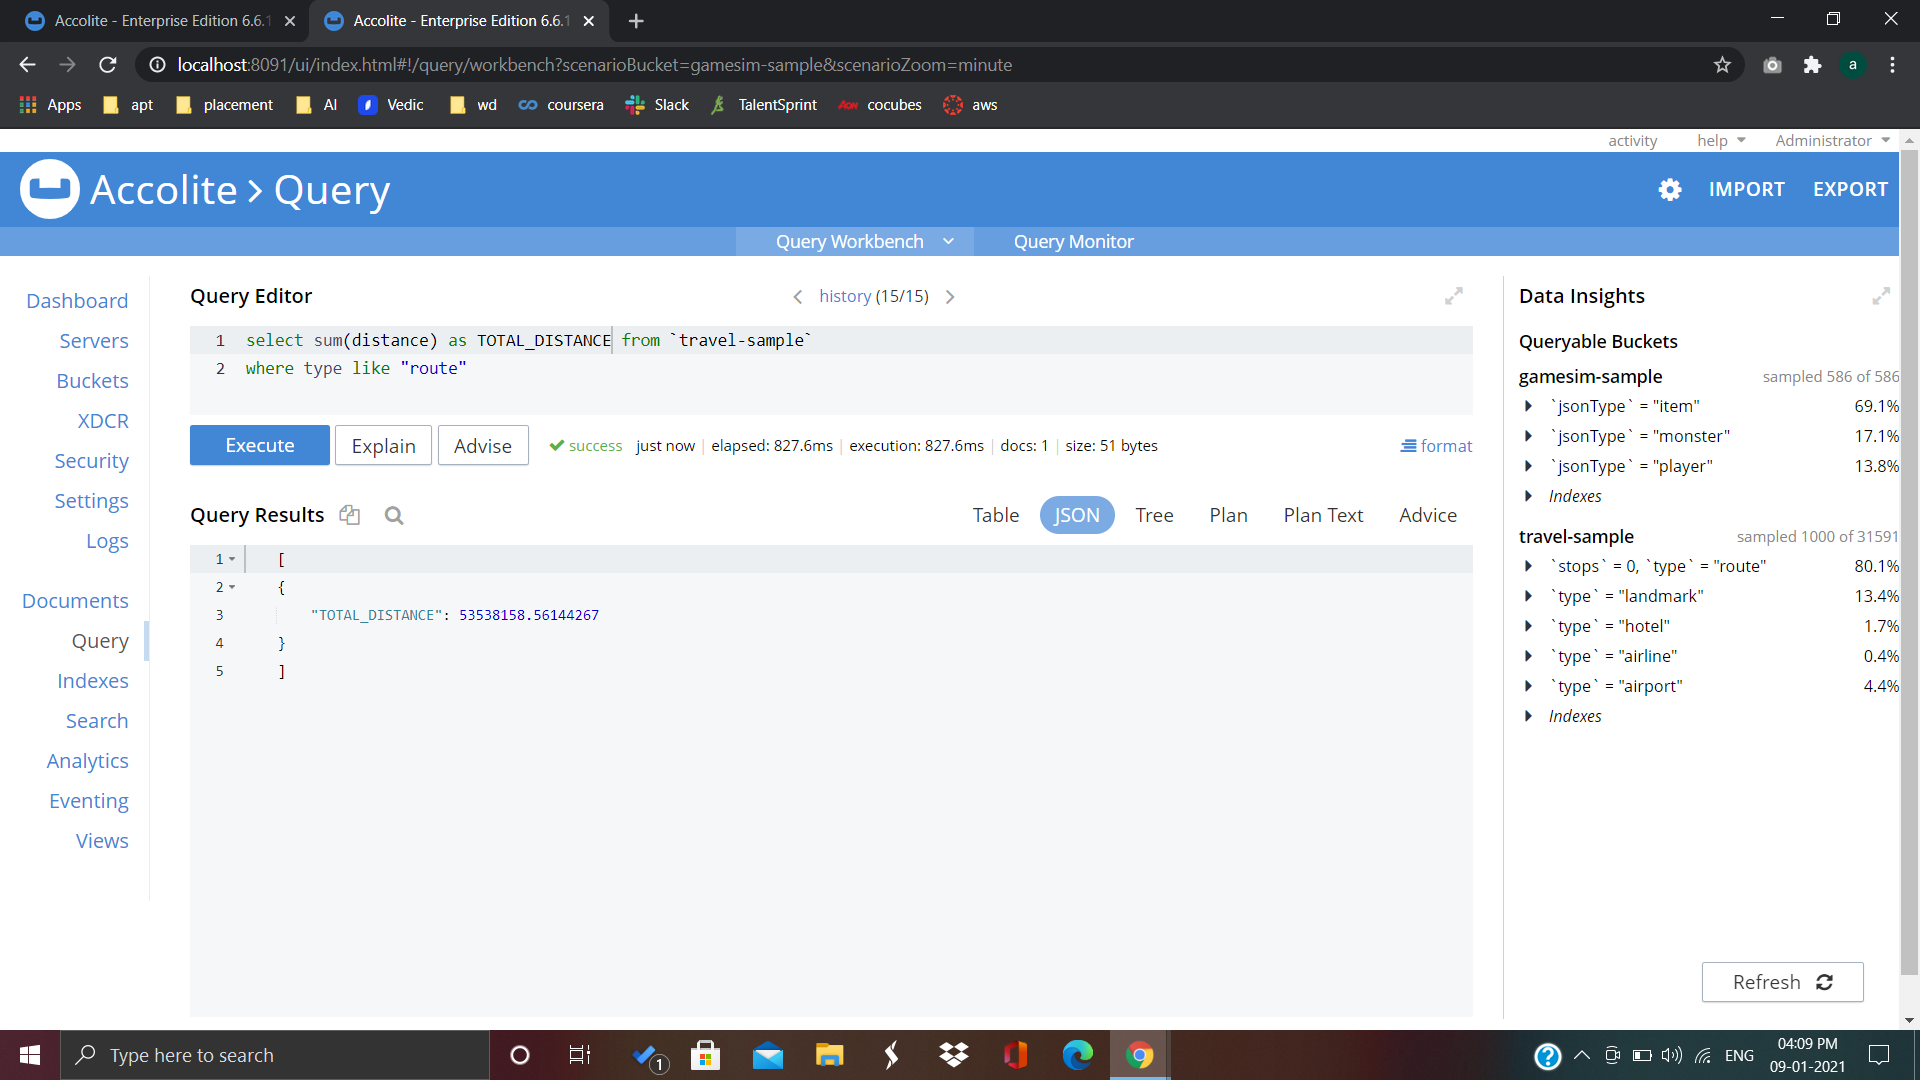 Accolite - Enterprise Edition 6.6.1
Accolite - Enterprise Edition 6.6.1
localhost:8091/ui/index.html#!/query/workbench?scenarioBucket=gamesim-sample&scenarioZoom=minute
a
Apps apt placement AI Vedic wd coursera Slack TalentSprint AON cocubes aws
activity help Administrator
Accolite > Query
IMPORT EXPORT
Query Workbench Query Monitor
Dashboard
Servers
Buckets
XDCR
Security
Settings
Logs
Documents
Query
Indexes
Search
Analytics
Eventing
Views
Query Editor
history (15/15)
1 select sum(distance) as TOTAL_DISTANCE from `travel-sample`
2 where type like "route"
Execute Explain Advise success just now | elapsed: 827.6ms | execution: 827.6ms | docs: 1 | size: 51 bytes format
Query Results
Table JSON Tree Plan Plan Text Advice
1 [
2 {
3 "TOTAL_DISTANCE": 53538158.56144267
4 }
5 ]
Data Insights
Queryable Buckets
gamesim-sample sampled 586 of 586
`jsonType` = "item" 69.1%
`jsonType` = "monster" 17.1%
`jsonType` = "player" 13.8%
Indexes
travel-sample sampled 1000 of 31591
`stops` = 0, `type` = "route" 80.1%
`type` = "landmark" 13.4%
`type` = "hotel" 1.7%
`type` = "airline" 0.4%
`type` = "airport" 4.4%
Indexes
Refresh
Type here to search
1
ENG
04:09 PM
09-01-2021